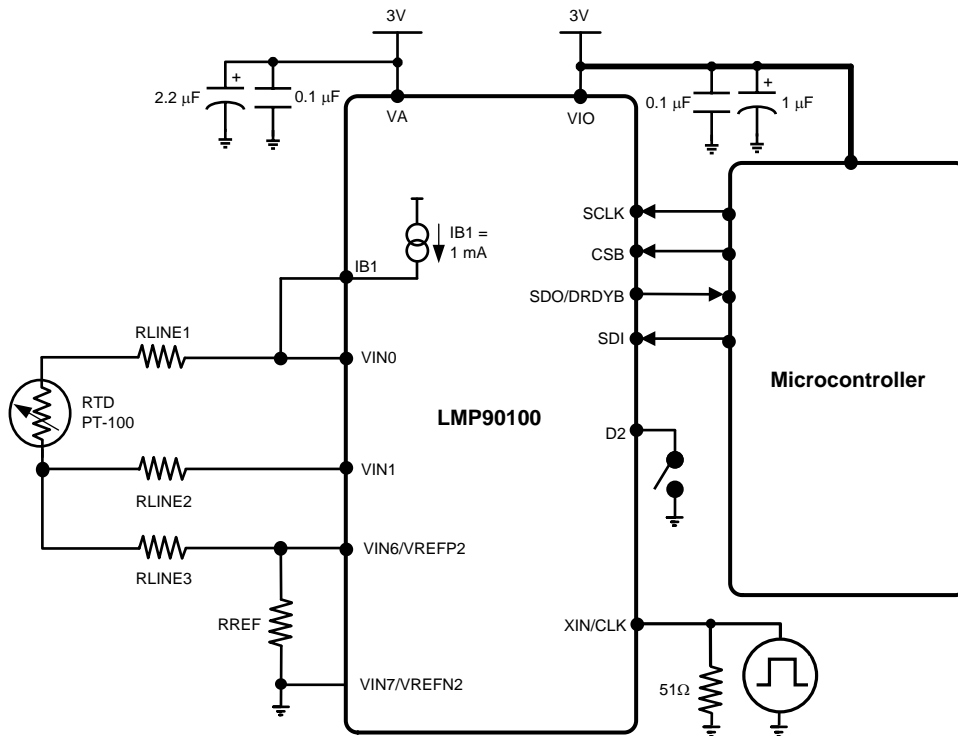 3V
3V
2.2 µF
+
0.1 µF
0.1 µF
+
1 µF
VA
VIO
IB1 =
1 mA
IB1
SCLK
CSB
SDO/DRDYB
SDI
RLINE1
VIN0
RTD
PT-100
LMP90100
Microcontroller
D2
VIN1
RLINE2
VIN6/VREFP2
RLINE3
RREF
XIN/CLK
VIN7/VREFN2
51Ω